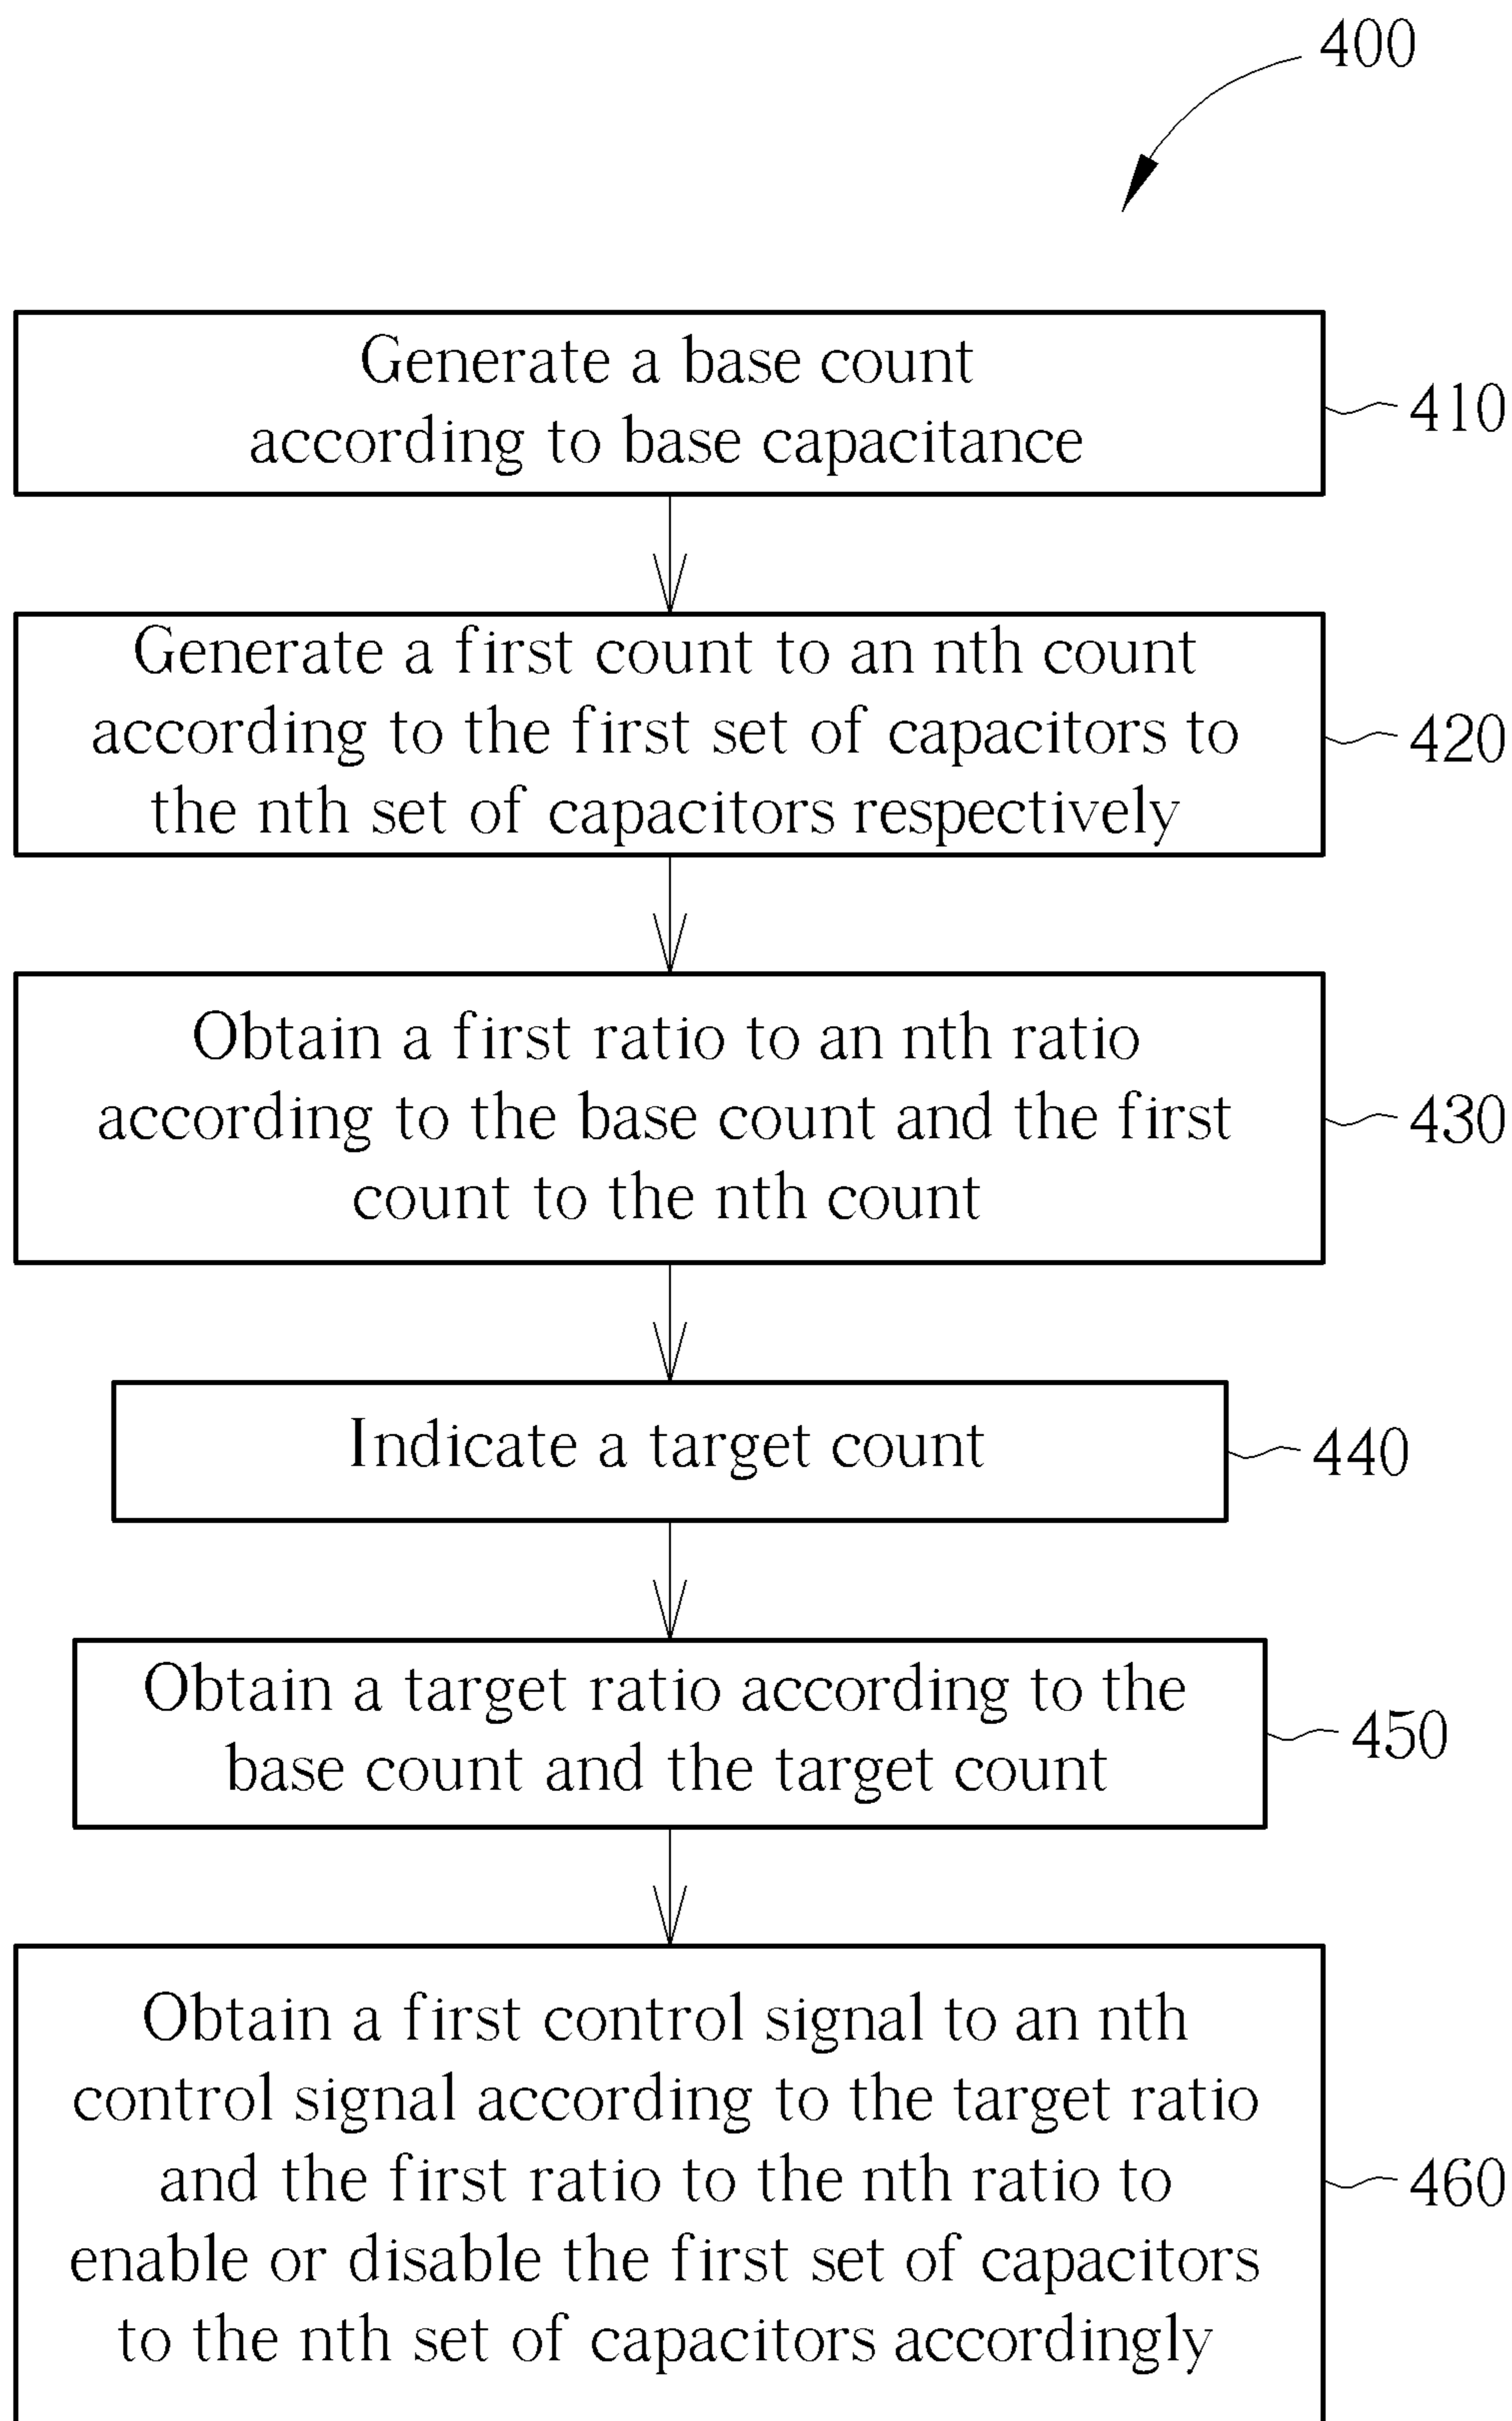 400
Generate a base count
according to base capacitance
410
Generate a first count to an nth count
according to the first set of capacitors to
the nth set of capacitors respectively
420
Obtain a first ratio to an nth ratio
according to the base count and the first
count to the nth count
430
Indicate a target count
440
Obtain a target ratio according to the
base count and the target count
450
Obtain a first control signal to an nth
control signal according to the target ratio
and the first ratio to the nth ratio to
enable or disable the first set of capacitors
to the nth set of capacitors accordingly
460